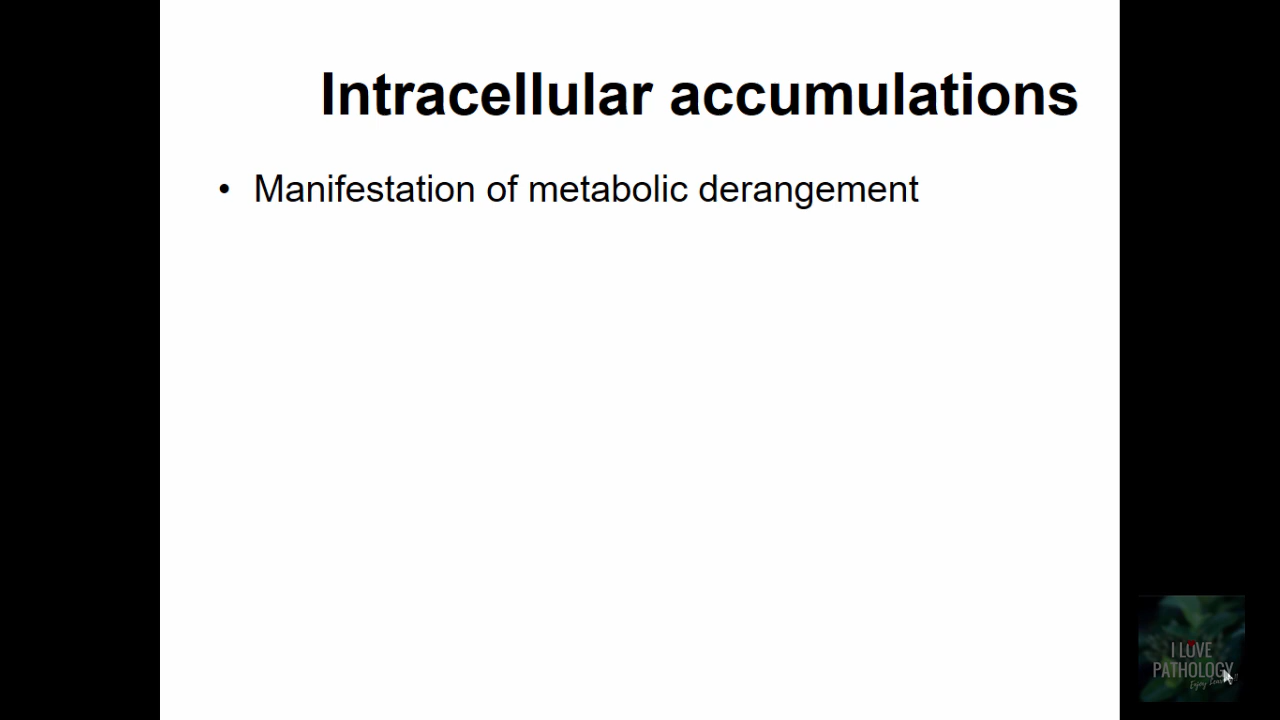 Intracellular accumulations
• Manifestation of metabolic derangement
I LOVE
PATHOLOGY